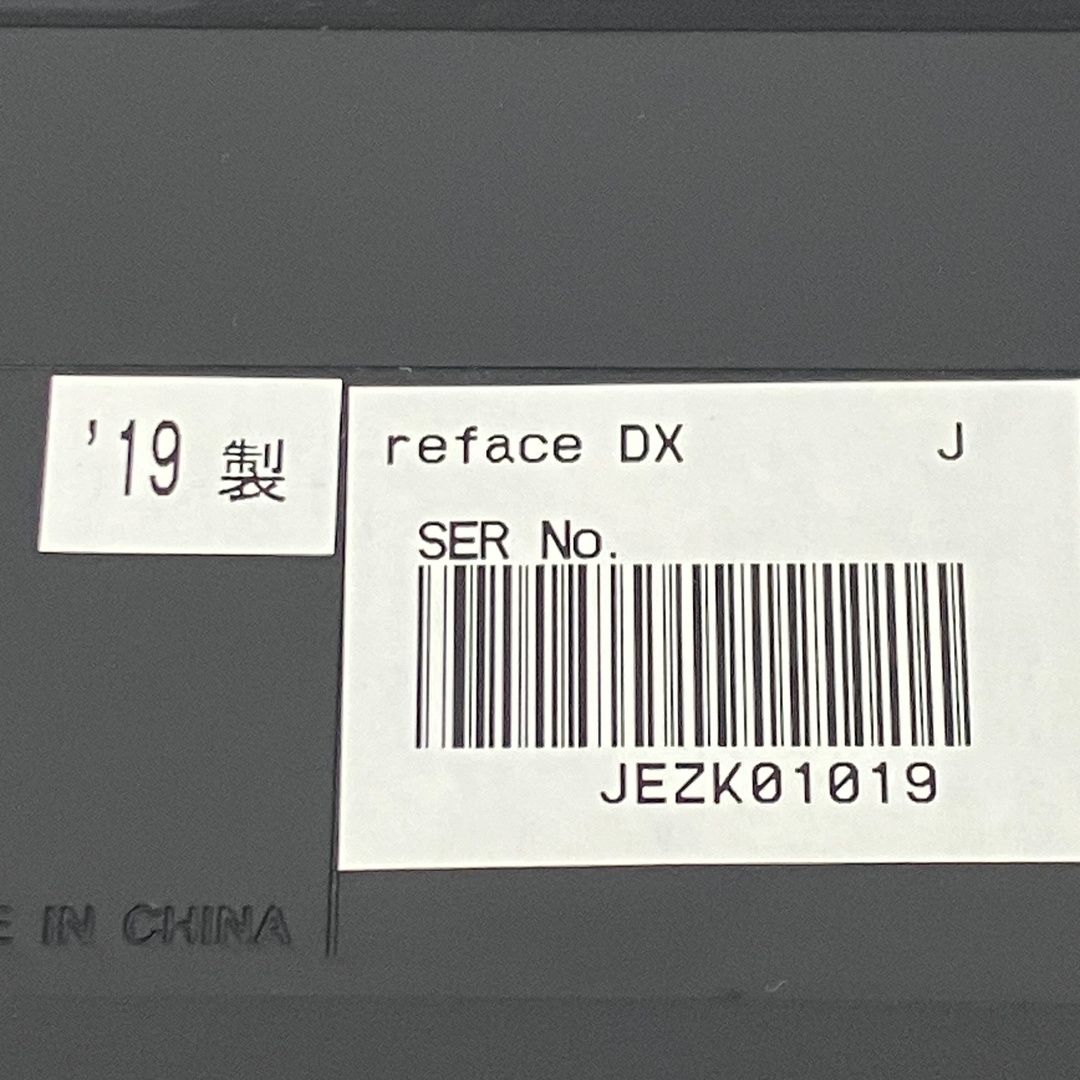 '19 製
reface DX J
SER No.
JEZK01019
E IN CHINA